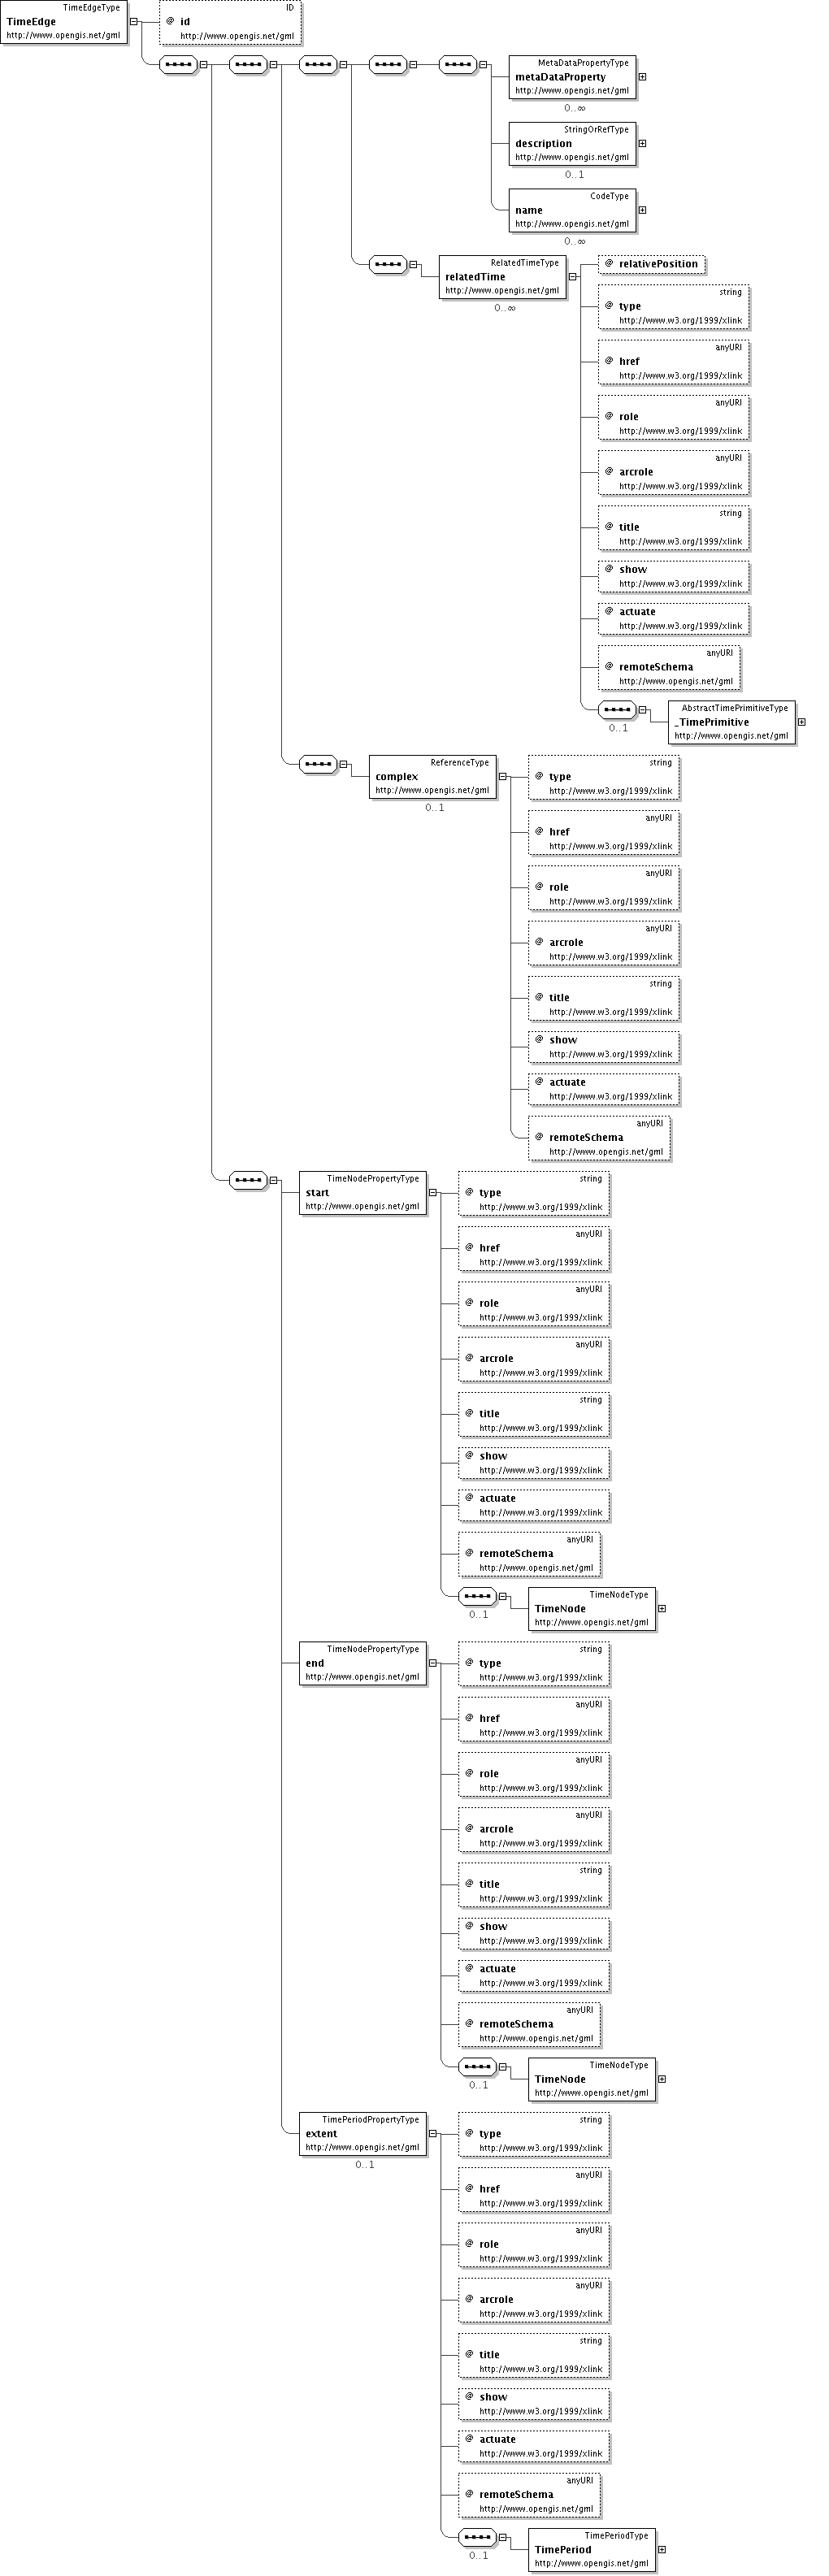 TimeEdgeType
TimeEdge
http://www.opengis.net/gml
ID
@ id
http://www.opengis.net/gml
MetaDataPropertyType
metaDataProperty
http://www.opengis.net/gml
0..∞
StringOrRefType
description
http://www.opengis.net/gml
0..1
CodeType
name
http://www.opengis.net/gml
0..∞
RelatedTimeType
relatedTime
http://www.opengis.net/gml
0..∞
@ relativePosition
string
@ type
http://www.w3.org/1999/xlink
anyURI
@ href
http://www.w3.org/1999/xlink
anyURI
@ role
http://www.w3.org/1999/xlink
anyURI
@ arcrole
http://www.w3.org/1999/xlink
string
@ title
http://www.w3.org/1999/xlink
@ show
http://www.w3.org/1999/xlink
@ actuate
http://www.w3.org/1999/xlink
anyURI
@ remoteSchema
http://www.opengis.net/gml
0..1
AbstractTimePrimitiveType
_TimePrimitive
http://www.opengis.net/gml
ReferenceType
complex
http://www.opengis.net/gml
0..1
string
@ type
http://www.w3.org/1999/xlink
anyURI
@ href
http://www.w3.org/1999/xlink
anyURI
@ role
http://www.w3.org/1999/xlink
anyURI
@ arcrole
http://www.w3.org/1999/xlink
string
@ title
http://www.w3.org/1999/xlink
@ show
http://www.w3.org/1999/xlink
@ actuate
http://www.w3.org/1999/xlink
anyURI
@ remoteSchema
http://www.opengis.net/gml
TimeNodePropertyType
start
http://www.opengis.net/gml
string
@ type
http://www.w3.org/1999/xlink
anyURI
@ href
http://www.w3.org/1999/xlink
anyURI
@ role
http://www.w3.org/1999/xlink
anyURI
@ arcrole
http://www.w3.org/1999/xlink
string
@ title
http://www.w3.org/1999/xlink
@ show
http://www.w3.org/1999/xlink
@ actuate
http://www.w3.org/1999/xlink
anyURI
@ remoteSchema
http://www.opengis.net/gml
0..1
TimeNodeType
TimeNode
http://www.opengis.net/gml
TimeNodePropertyType
end
http://www.opengis.net/gml
string
@ type
http://www.w3.org/1999/xlink
anyURI
@ href
http://www.w3.org/1999/xlink
anyURI
@ role
http://www.w3.org/1999/xlink
anyURI
@ arcrole
http://www.w3.org/1999/xlink
string
@ title
http://www.w3.org/1999/xlink
@ show
http://www.w3.org/1999/xlink
@ actuate
http://www.w3.org/1999/xlink
anyURI
@ remoteSchema
http://www.opengis.net/gml
0..1
TimeNodeType
TimeNode
http://www.opengis.net/gml
TimePeriodPropertyType
extent
http://www.opengis.net/gml
0..1
string
@ type
http://www.w3.org/1999/xlink
anyURI
@ href
http://www.w3.org/1999/xlink
anyURI
@ role
http://www.w3.org/1999/xlink
anyURI
@ arcrole
http://www.w3.org/1999/xlink
string
@ title
http://www.w3.org/1999/xlink
@ show
http://www.w3.org/1999/xlink
@ actuate
http://www.w3.org/1999/xlink
anyURI
@ remoteSchema
http://www.opengis.net/gml
0..1
TimePeriodType
TimePeriod
http://www.opengis.net/gml